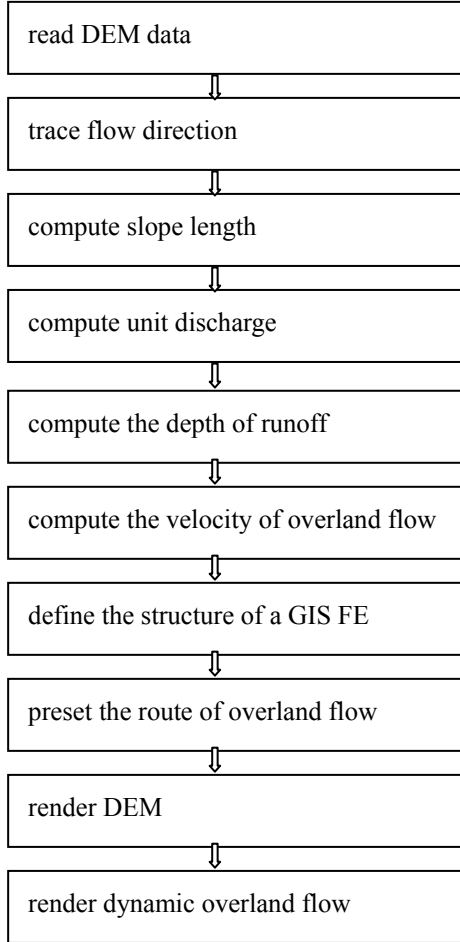 read DEM data
trace flow direction
compute slope length
compute unit discharge
compute the depth of runoff
compute the velocity of overland flow
define the structure of a GIS FE
preset the route of overland flow
render DEM
render dynamic overland flow